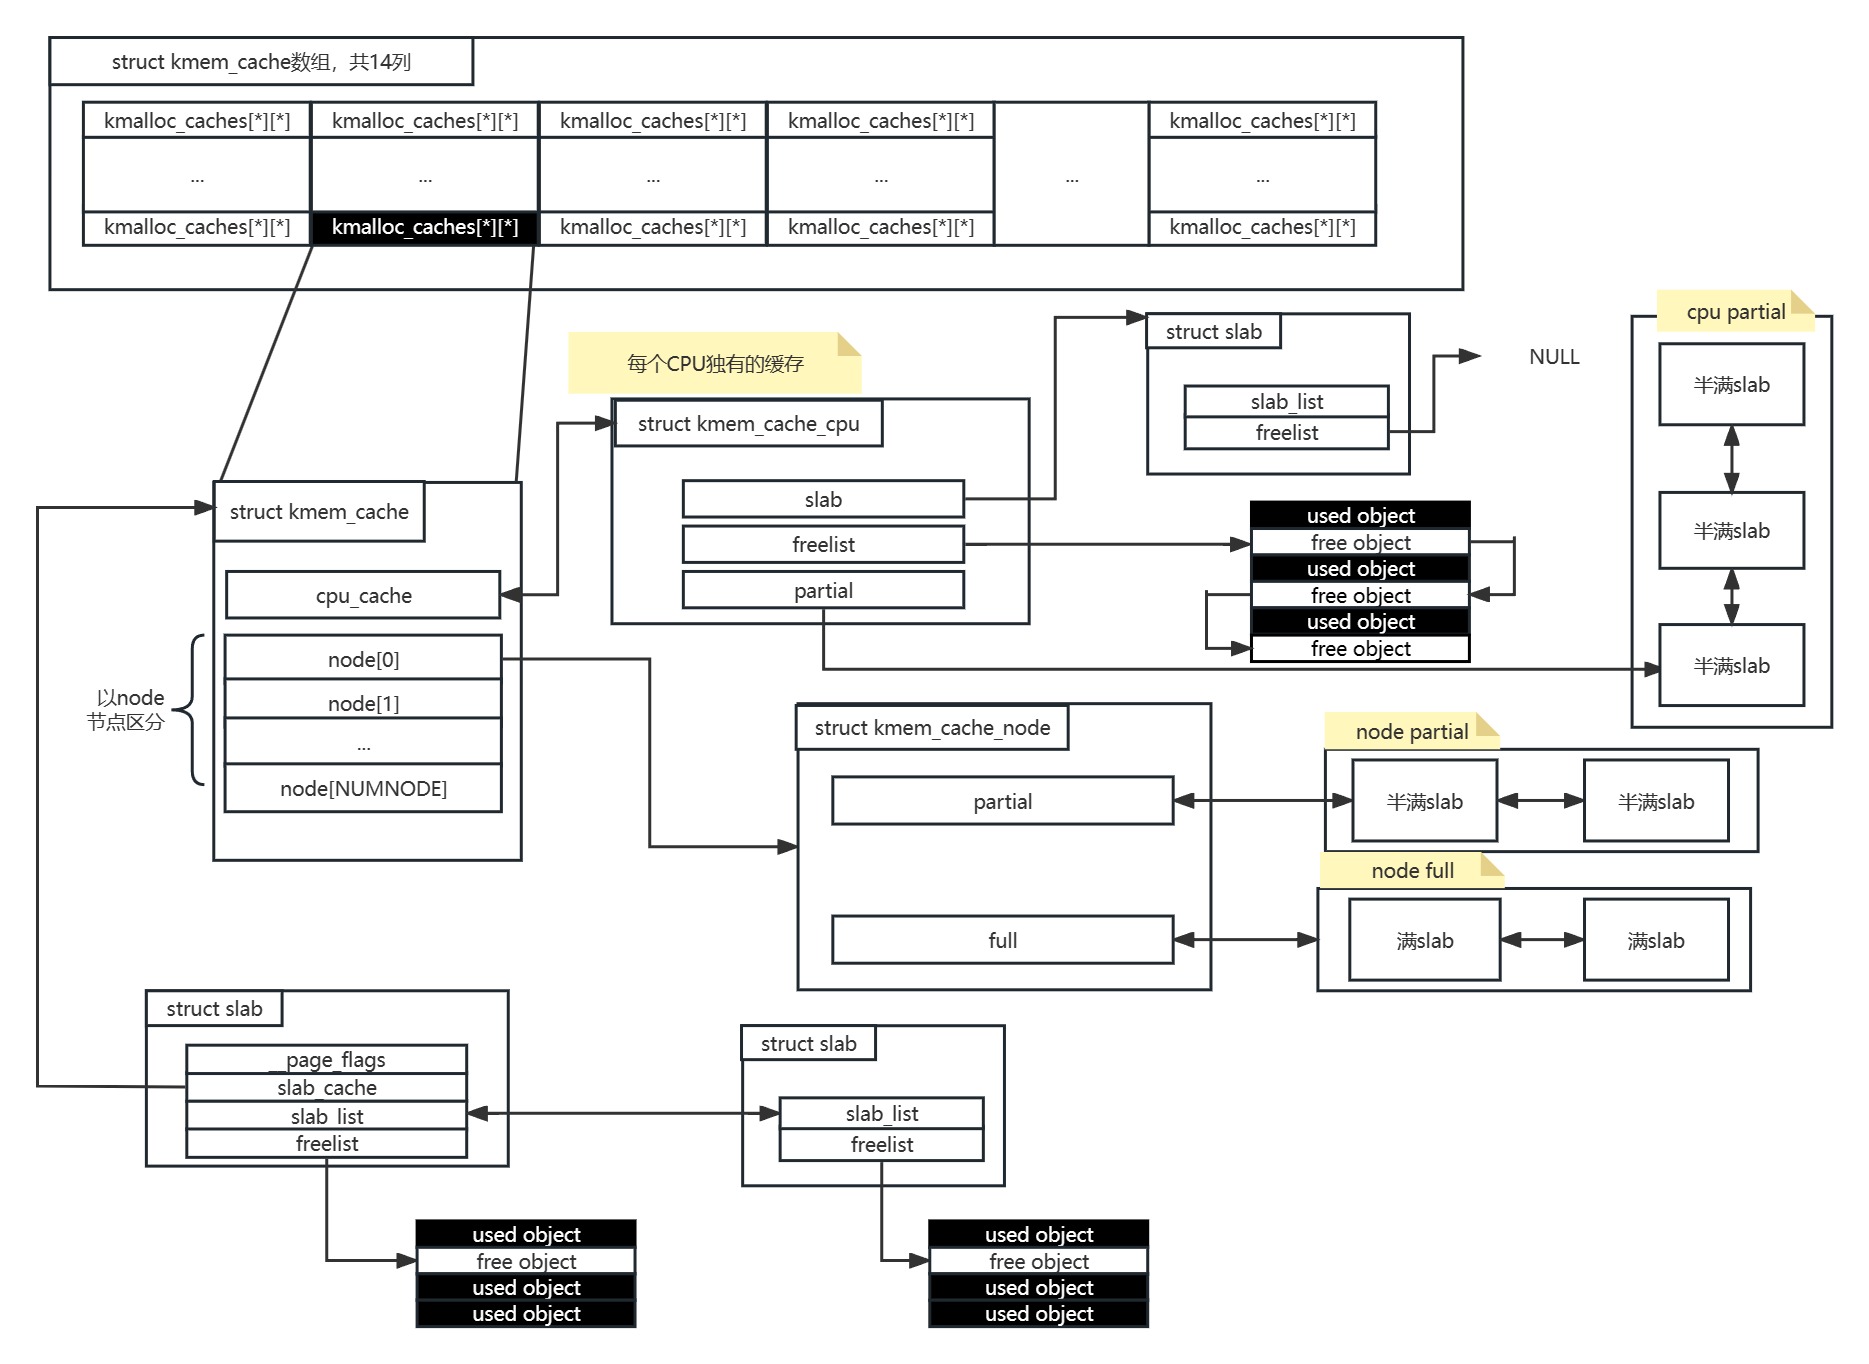 struct kmem_cache数组，共14列
kmalloc_caches[*][*]
kmalloc_caches[*][*]
kmalloc_caches[*][*]
kmalloc_caches[*][*]
kmalloc_caches[*][*]
...
...
...
...
...
...
kmalloc_caches[*][*]
kmalloc_caches[*][*]
kmalloc_caches[*][*]
kmalloc_caches[*][*]
kmalloc_caches[*][*]
每个CPU独有的缓存
struct kmem_cache_cpu
slab
freelist
partial
struct slab
slab_list
freelist
NULL
cpu partial
半满slab
半满slab
半满slab
used object
free object
used object
free object
used object
free object
struct kmem_cache
cpu_cache
node[0]
node[1]
...
node[NUMNODE]
以node
节点区分
struct kmem_cache_node
partial
full
node partial
半满slab
半满slab
node full
满slab
满slab
struct slab
__page_flags
slab_cache
slab_list
freelist
struct slab
slab_list
freelist
used object
free object
used object
used object
used object
free object
used object
used object